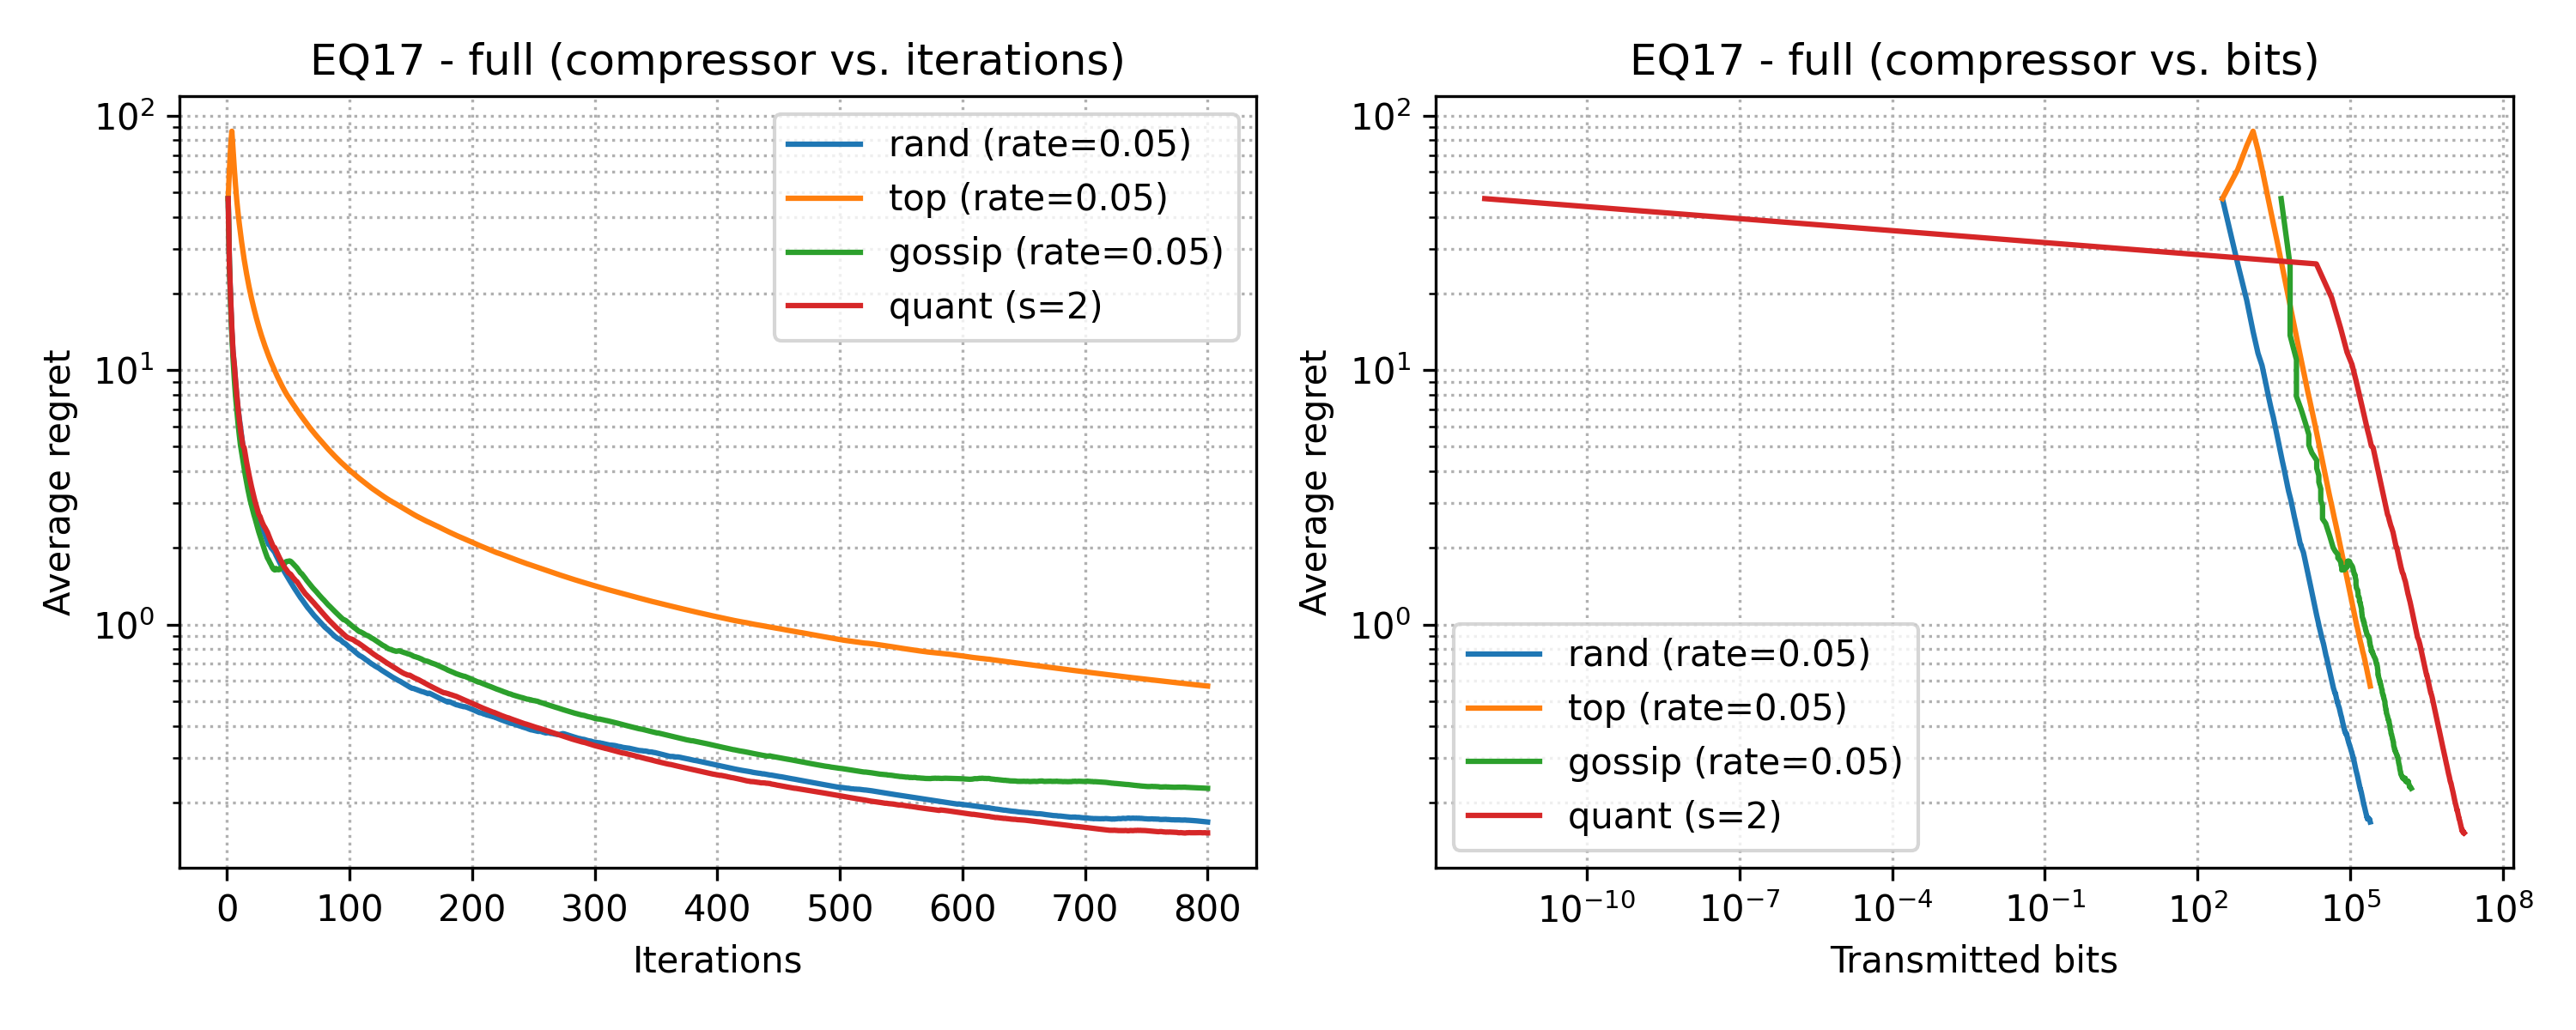 EQ17 - full (compressor vs. iterations)
10²
10¹
10⁰
Average regret
rand (rate=0.05)
top (rate=0.05)
gossip (rate=0.05)
quant (s=2)
0 100 200 300 400 500 600 700 800
Iterations
EQ17 - full (compressor vs. bits)
10²
10¹
10⁰
Average regret
rand (rate=0.05)
top (rate=0.05)
gossip (rate=0.05)
quant (s=2)
10⁻¹⁰ 10⁻⁷ 10⁻⁴ 10⁻¹ 10² 10⁵ 10⁸
Transmitted bits